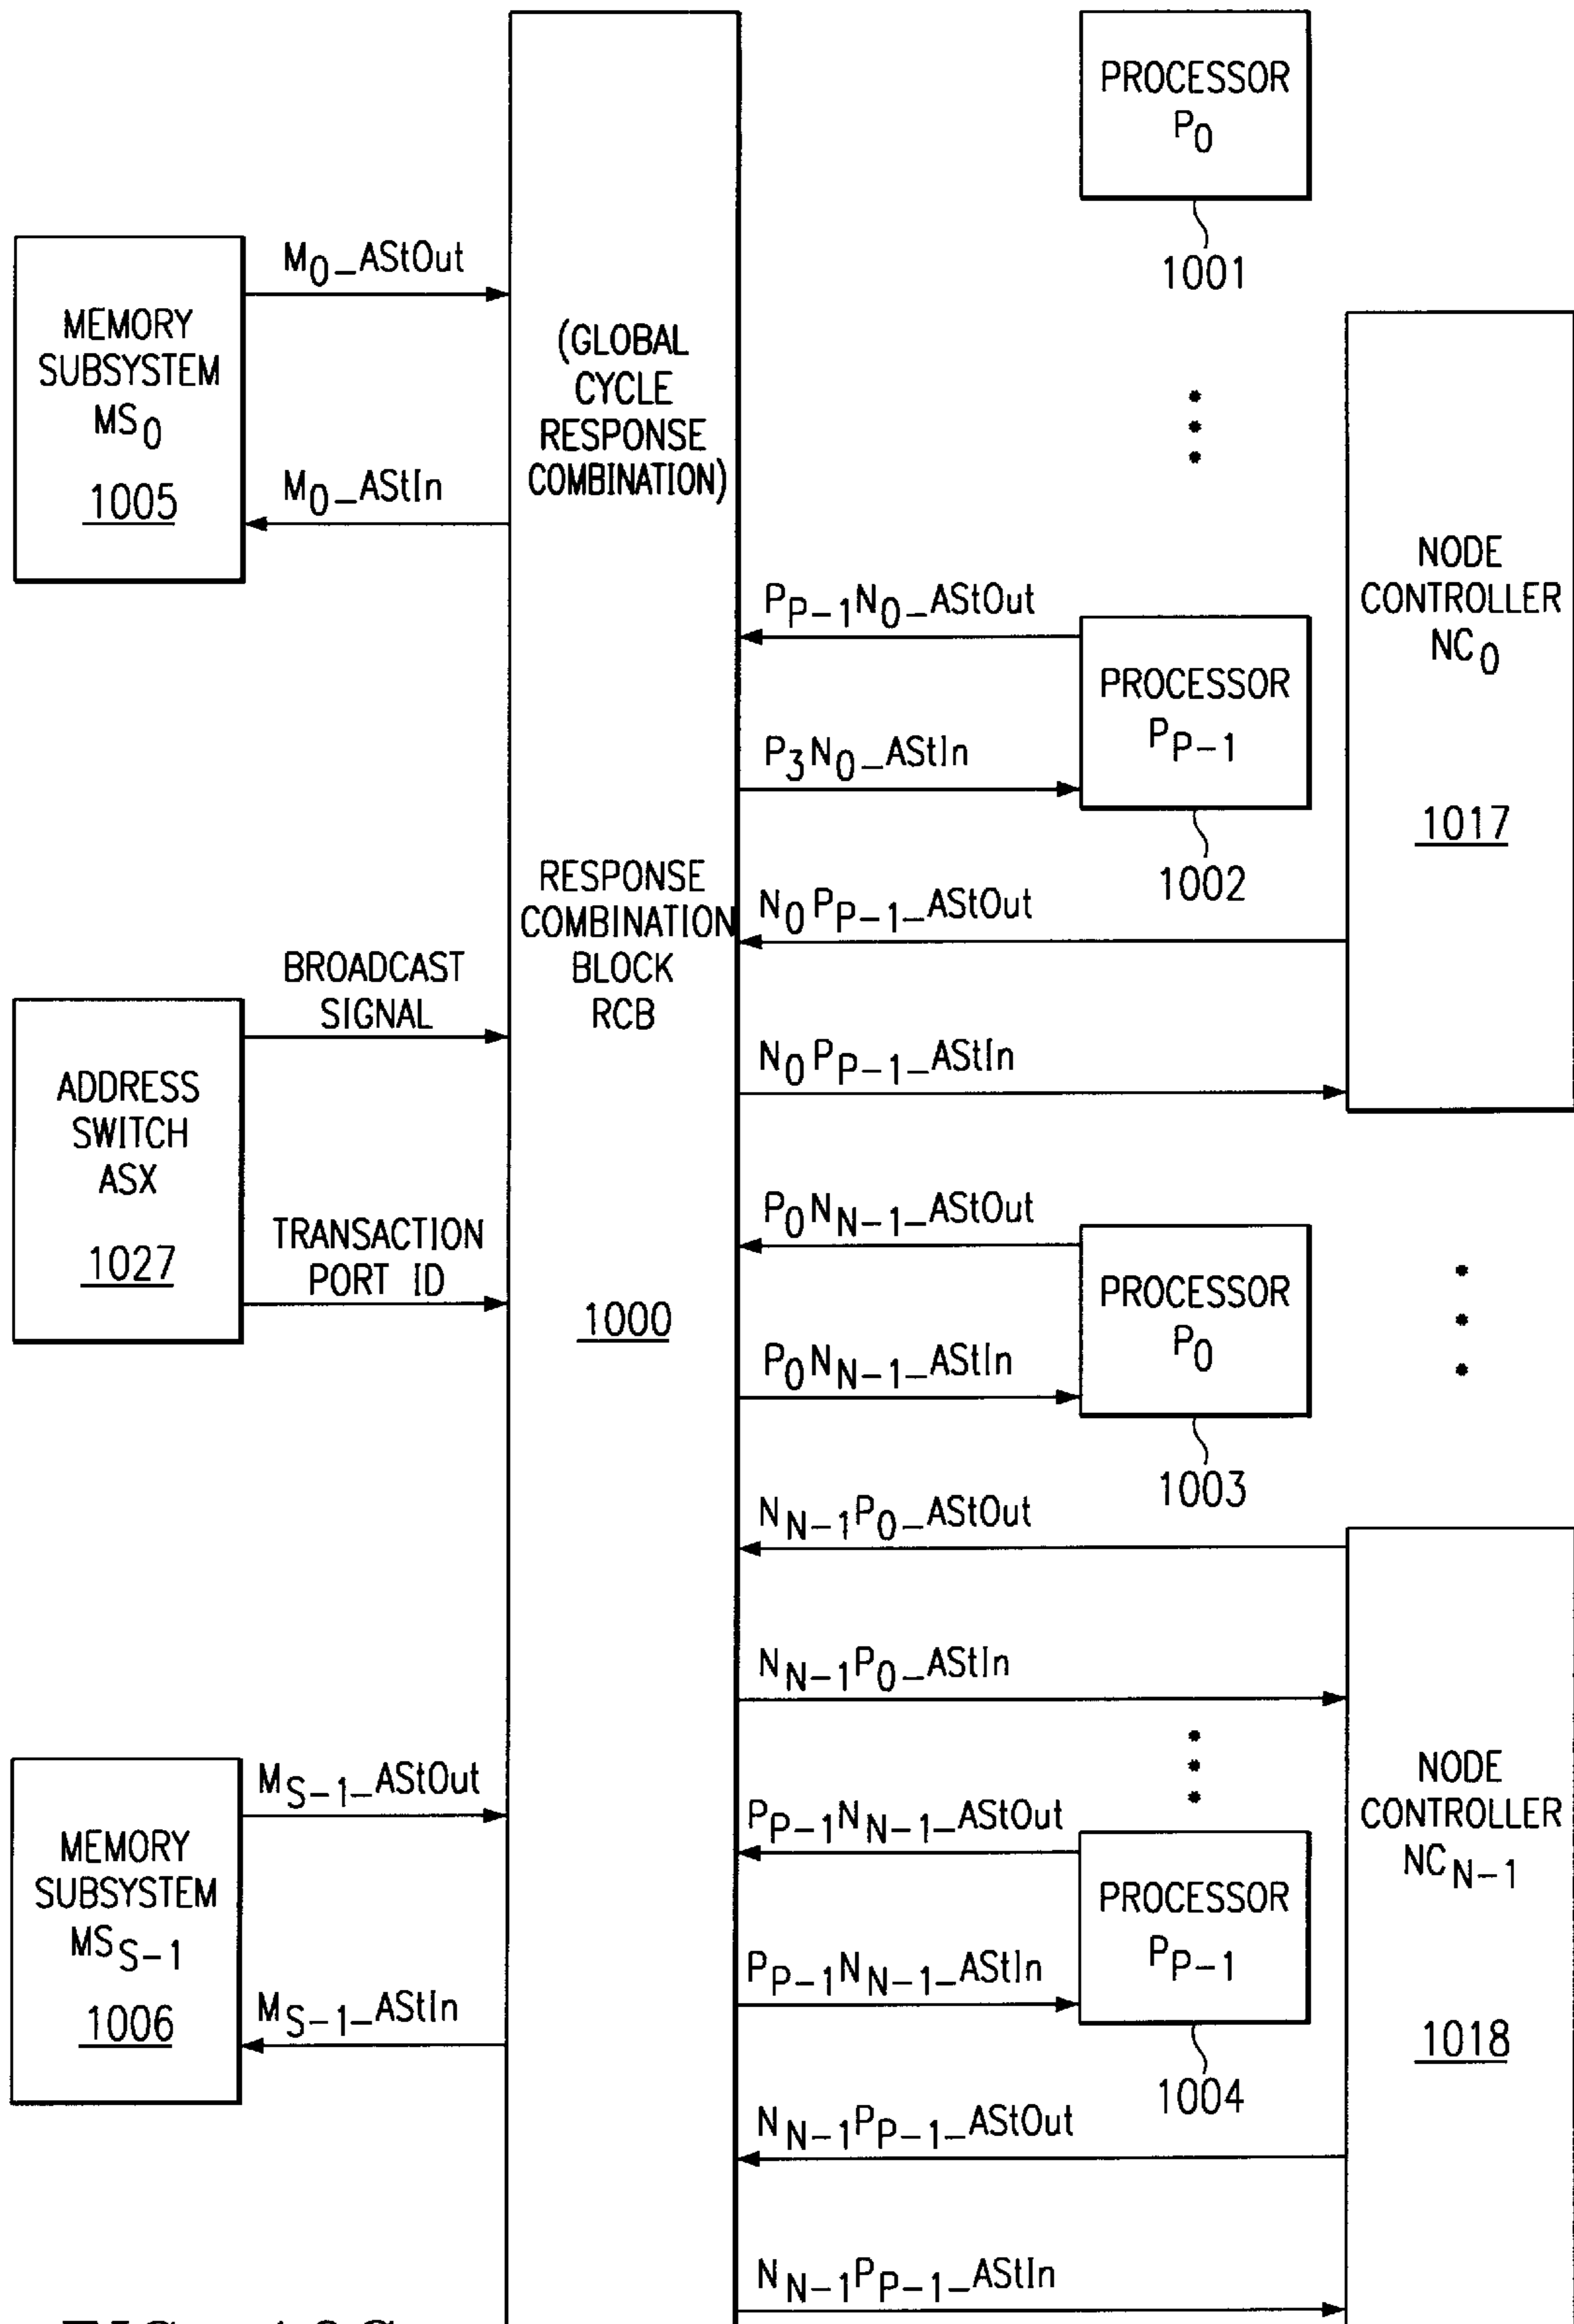 PROCESSOR
P0
1001
M0_AStOut
MEMORY
SUBSYSTEM
MS0
1005
M0_AStIn
(GLOBAL
CYCLE
RESPONSE
COMBINATION)
NODE
CONTROLLER
NC0
1017
PP-1N0_AStOut
PROCESSOR
PP-1
P3N0_AStIn
1002
RESPONSE
COMBINATION
BLOCK
RCB
1000
N0PP-1_AStOut
BROADCAST
SIGNAL
N0PP-1_AStIn
ADDRESS
SWITCH
ASX
1027
TRANSACTION
PORT ID
P0NN-1_AStOut
PROCESSOR
P0
P0NN-1_AStIn
1003
NN-1P0_AStOut
NN-1P0_AStIn
MS-1_AStOut
MEMORY
SUBSYSTEM
MSS-1
1006
MS-1_AStIn
NODE
CONTROLLER
NCN-1
1018
PP-1NN-1_AStOut
PROCESSOR
PP-1
PP-1NN-1_AStIn
1004
NN-1PP-1_AStOut
NN-1PP-1_AStIn